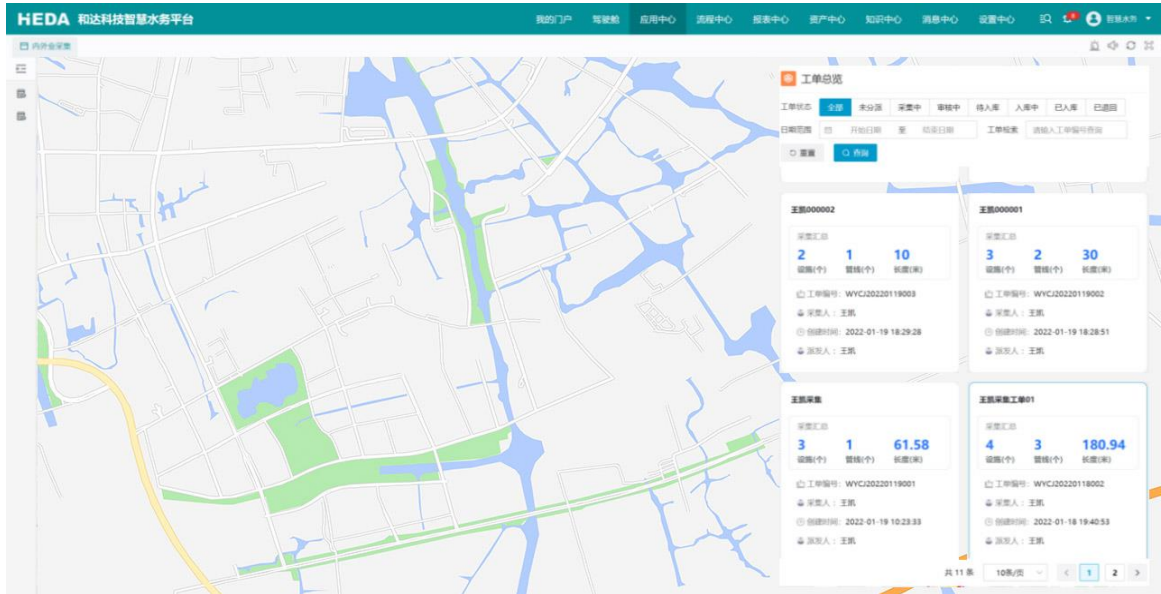 HEDA 和达科技智慧水务平台 我的门户 驾驶舱 应用中心 流程中心 报表中心 资产中心 知识中心 消息中心 设置中心
内外业采集
工单总览
工单状态 全部 未分派 采集中 审核中 待入库 入库中 已入库 已退回
日期范围 开始日期 至 结束日期 工单检索 请输入工单编号查询
重置 查询
王凯000002
采集汇总
2 1 10
设施(个) 管线(个) 长度(米)
工单编号: WYCJ20220119003
采集人: 王凯
创建时间: 2022-01-19 18:29:28
派发人: 王凯
王凯000001
采集汇总
3 2 30
设施(个) 管线(个) 长度(米)
工单编号: WYCJ20220119002
采集人: 王凯
创建时间: 2022-01-19 18:28:51
派发人: 王凯
王凯采集
采集汇总
3 1 61.58
设施(个) 管线(个) 长度(米)
工单编号: WYCJ20220119001
采集人: 王凯
创建时间: 2022-01-19 10:23:33
派发人: 王凯
王凯采集工单01
采集汇总
4 3 180.94
设施(个) 管线(个) 长度(米)
工单编号: WYCJ20220118002
采集人: 王凯
创建时间: 2022-01-18 19:40:53
派发人: 王凯
共 11 条 10条/页 < 1 2 >